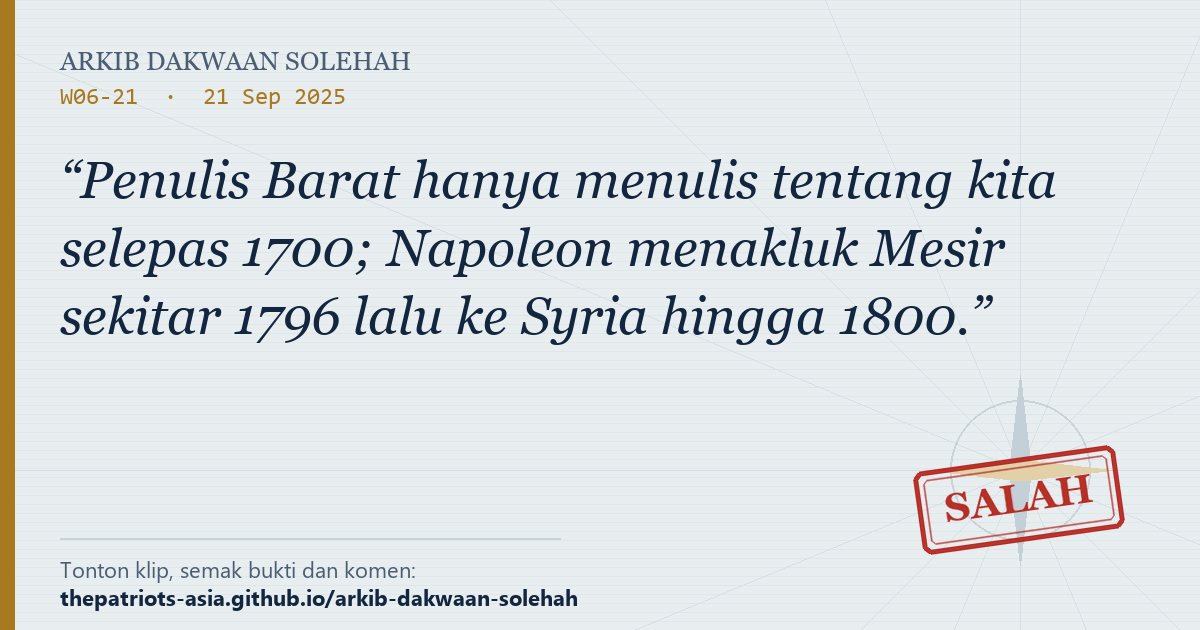 ARKIB DAKWAAN SOLEHAH
W06-21 · 21 Sep 2025
“Penulis Barat hanya menulis tentang kita
selepas 1700; Napoleon menakluk Mesir
sekitar 1796 lalu ke Syria hingga 1800.”
SALAH
Tonton klip, semak bukti dan komen:
thepatriots-asia.github.io/arkib-dakwaan-solehah